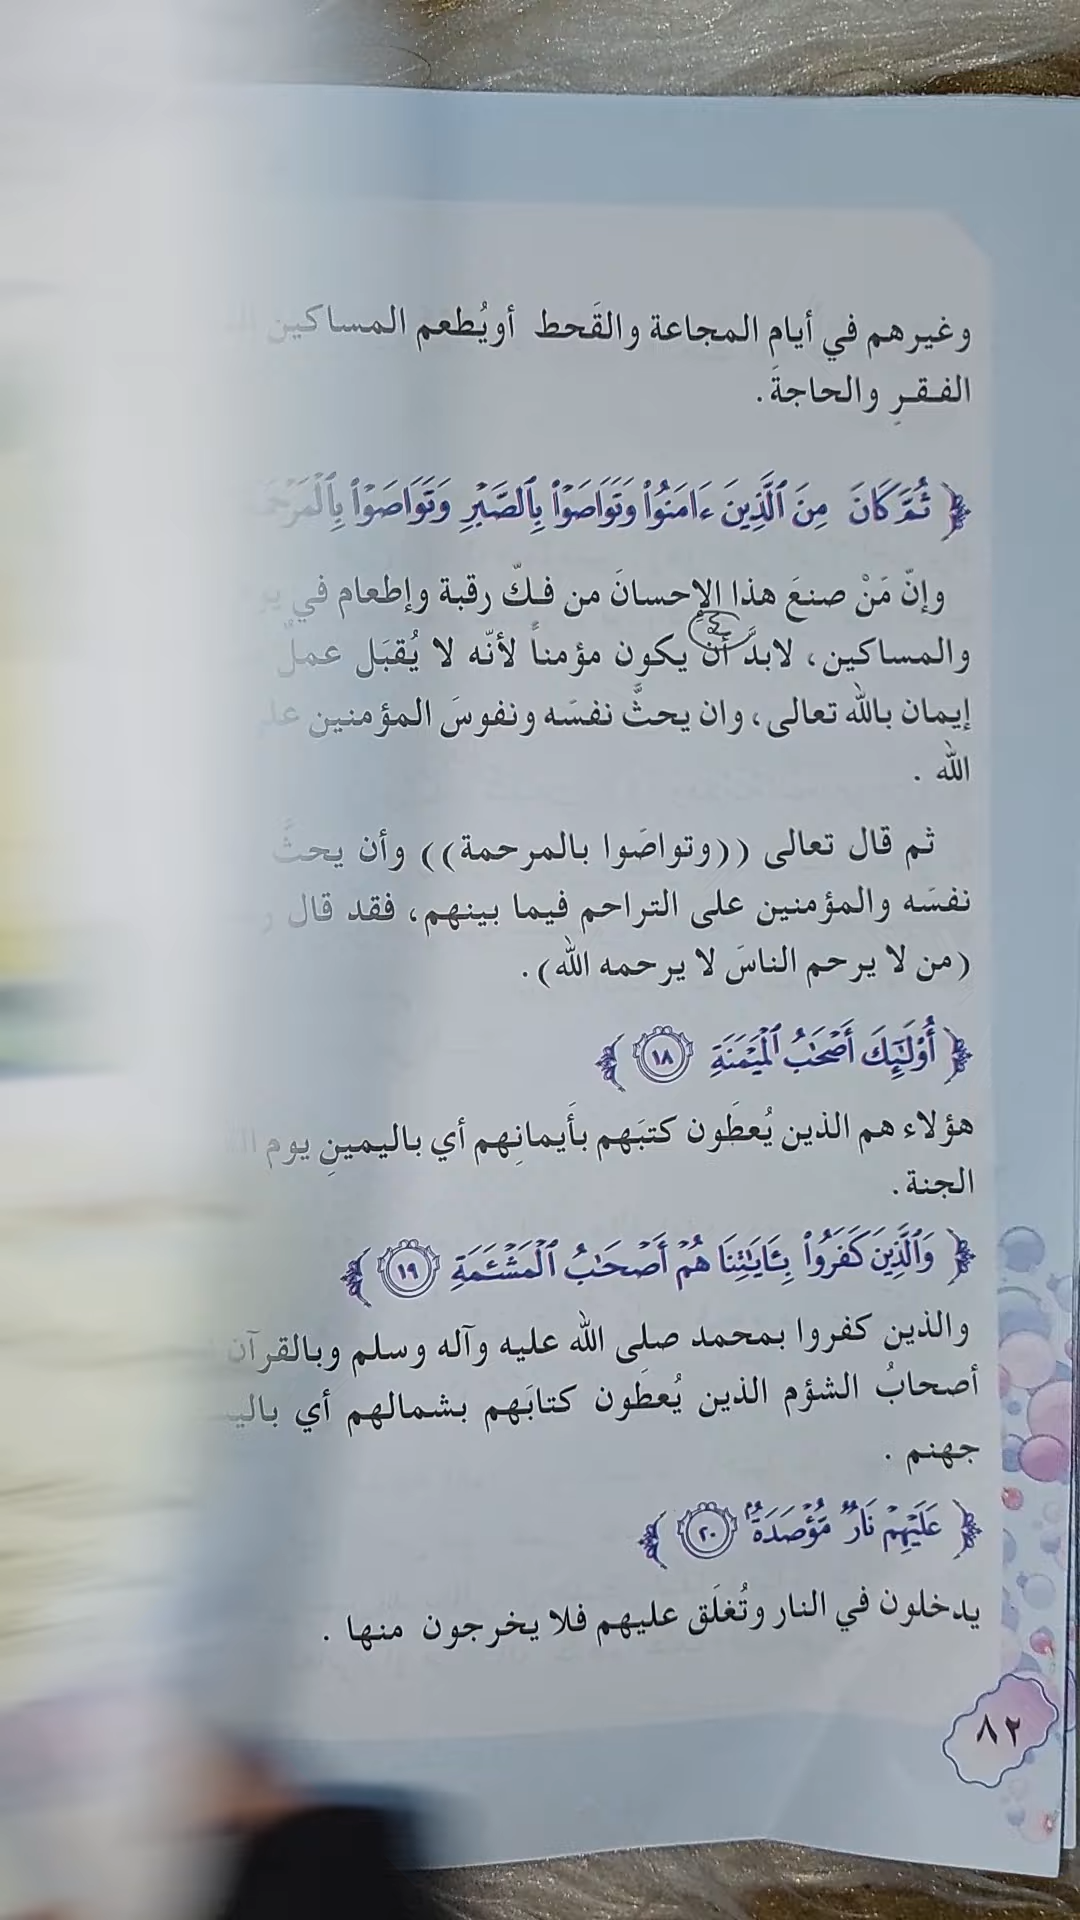 وغيرهم في أيام المجاعة والقَحط أويُطعم المساكين
الفـقـرِ والحاجةَ.
﴿ ثُمَّ كَانَ مِنَ ٱلَّذِينَ ءَامَنُوا۟ وَتَوَاصَوْا۟ بِٱلصَّبْرِ وَتَوَاصَوْا۟
وإنّ مَنْ صنعَ هذا الإحسانَ من فـكّ رقبة وإطعام في
والمساكين، لابدَّ أن يكون مؤمناً لأنّه لا يُقبَل عملٌ
إيمان بالله تعالى، وان يحثَّ نفسَه ونفوسَ المؤمنين
الله .
ثم قال تعالى ((وتواصَوا بالمرحمة)) وأن يحثَّ
نفسَه والمؤمنين على التراحم فيما بينهم، فقد قال
(من لا يرحم الناسَ لا يرحمه الله).
﴿ أُو۟لَٰٓئِكَ أَصْحَٰبُ ٱلْمَيْمَنَةِ ١٨ ﴾
هؤلاء هم الذين يُعطَون كتبَهم بأَيمانِهم أي باليمينِ يوم
الجنة.
﴿ وَٱلَّذِينَ كَفَرُوا۟ بِـَٔايَٰتِنَا هُمْ أَصْحَٰبُ ٱلْمَشْـَٔمَةِ ١٩ ﴾
والذين كفروا بمحمد صلى الله عليه وآله وسلم وبالقرآن
أصحابُ الشؤم الذين يُعطَون كتابَهم بشمالهم أي
جهنم .
﴿ عَلَيْهِمْ نَارٌ مُّؤْصَدَةٌۢ ٢٠ ﴾
يدخلون في النار وتُغلَق عليهم فلا يخرجون منها .
٨٢